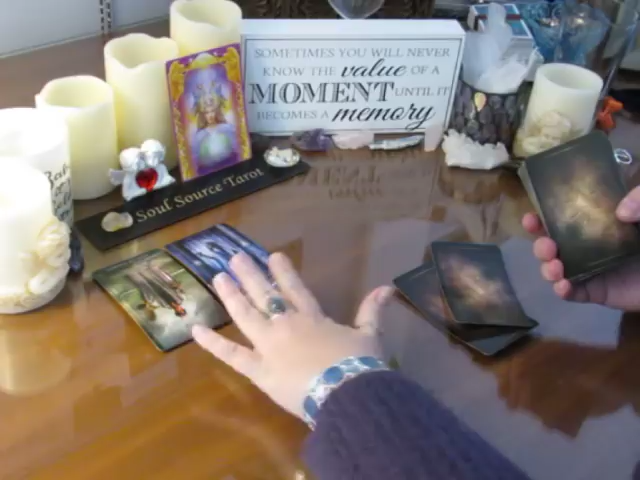 SOMETIMES YOU WILL NEVER
KNOW THE value OF A
MOMENT UNTIL IT
BECOMES A memory
Soul Source Tarot